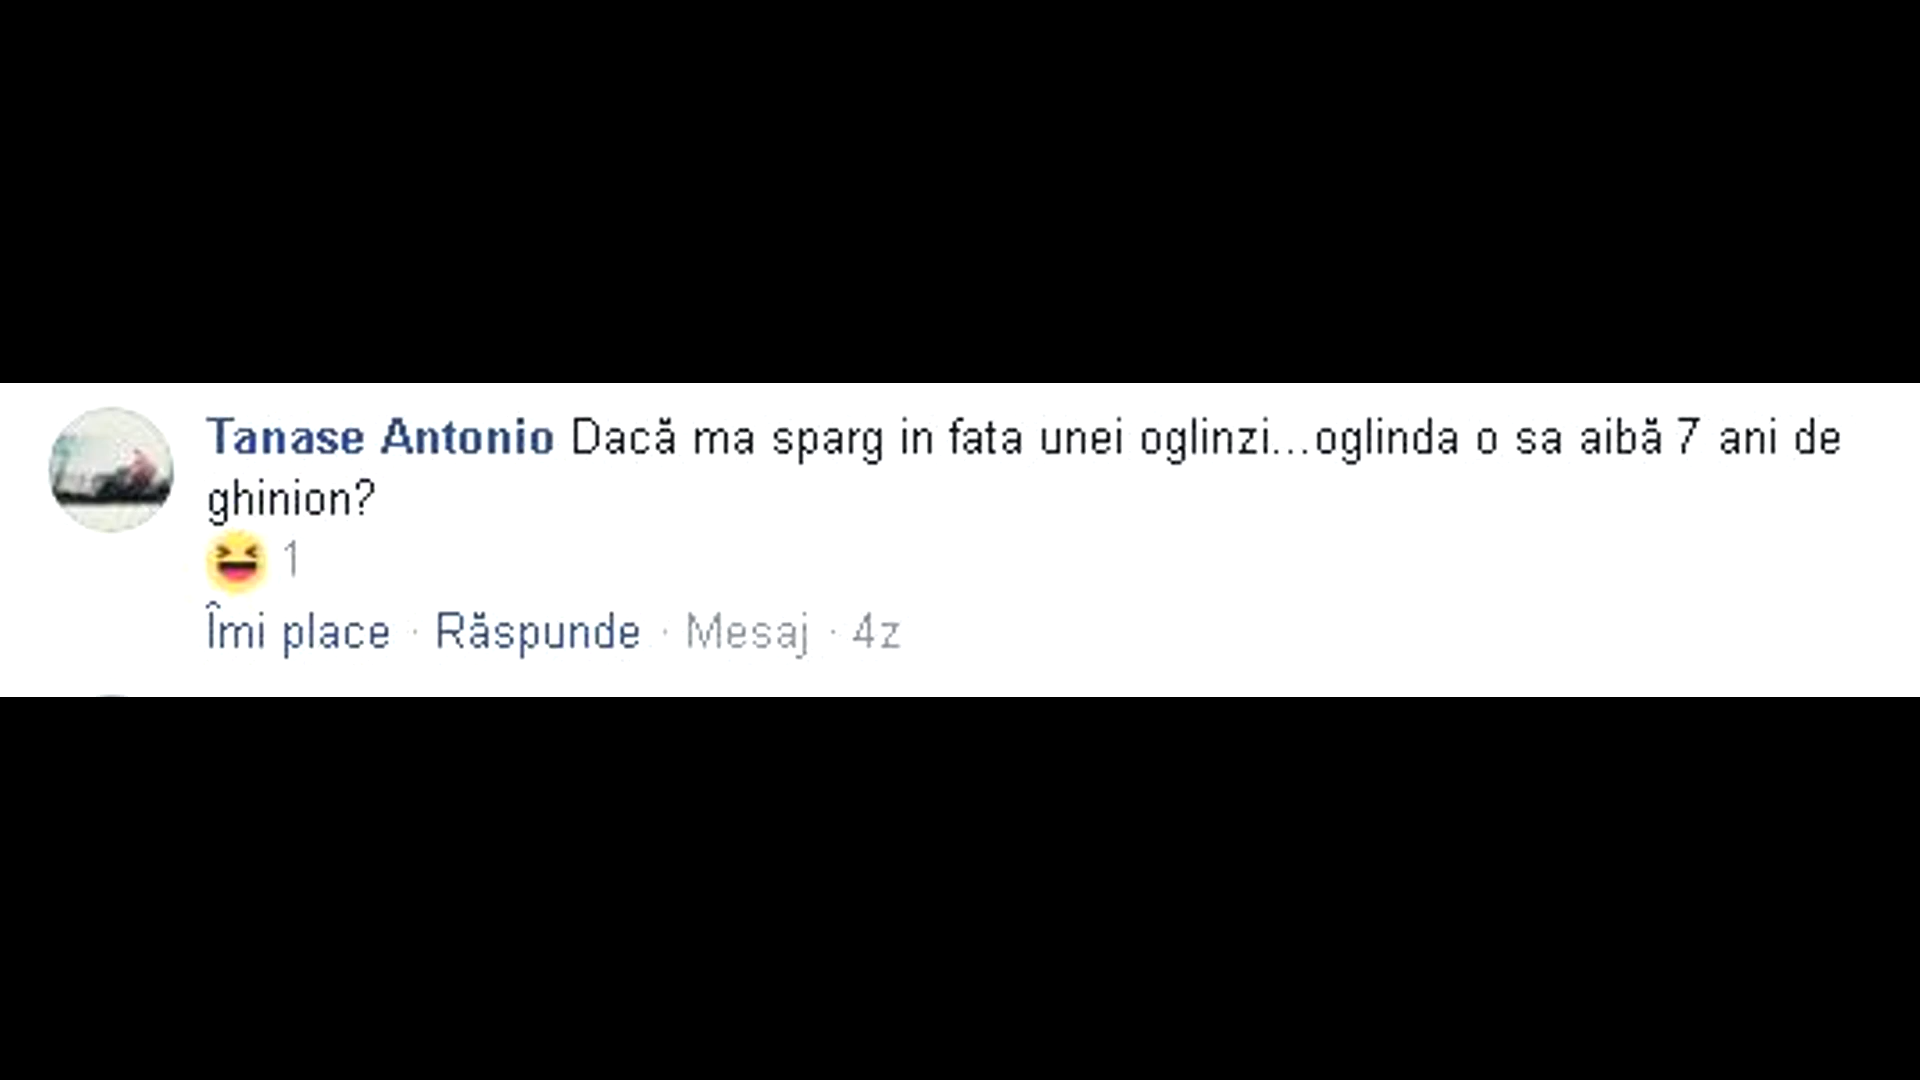 Tanase Antonio Dacă ma sparg in fata unei oglinzi...oglinda o sa aibă 7 ani de
ghinion?
1
Îmi place · Răspunde · Mesaj · 4z